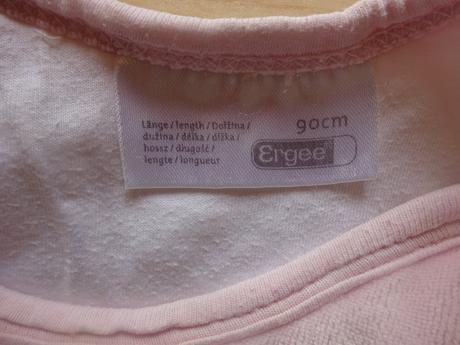 Länge / length / Dolžina /
dužina / délka / dĺžka /
hossz / długość /
lengte / longueur
90cm
Ergee